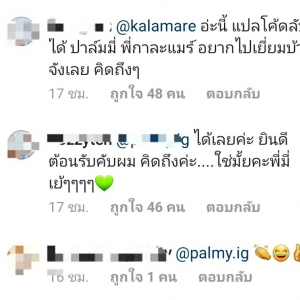 @kalamare อ่ะนี้ แปลโค้ดลั
ได้ ปาล์มมี่ พี่กาละแมร์ อยากไปเยี่ยมบ้
จังเลย คิดถึงๆ
17 ชม. ถูกใจ 48 คน ตอบกลับ
ได้เลยค่ะ ยินดี
ต้อนรับคับผม คิดถึงค่ะ....ใช่มั้ยคะพี่มี่
เย้ๆๆๆๆ💚
17 ชม. ถูกใจ 46 คน ตอบกลับ
@palmy.ig 👏😂
16 ชม. ถูกใจ 1 คน ตอบกลับ